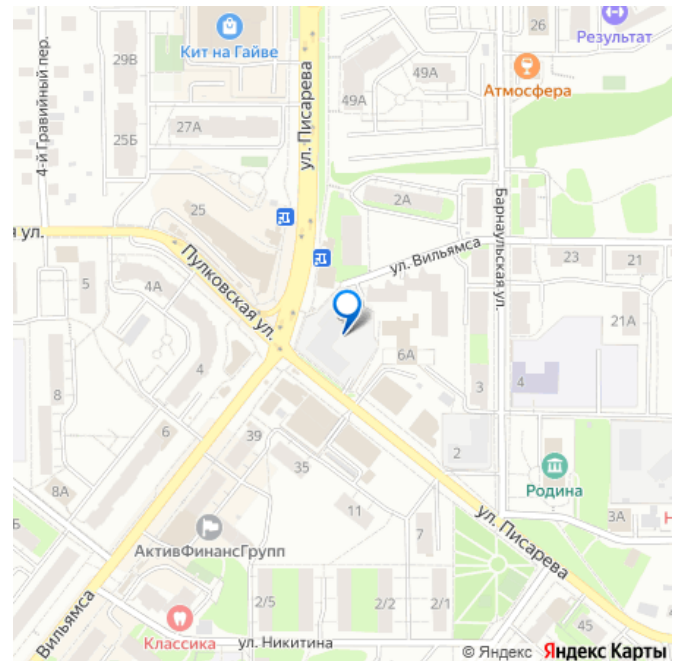 26
Результат
29В
Кит на Гайве
49А
Атмосфера
49А
4-й Гравийный пер.
25Б
27А
ул. Писарева
2А
Барнаульская ул.
25
я ул.
ул. Вильямса
23
21
Пулковская ул.
5
4А
21А
6А
4
8
3
4
6
39
2
35
Родина
8А
11
ул. Писарева
3А
Н
Б
7
АктивФинансГрупп
2/5
2/2
2/1
45
Вильямса
Классика
ул. Никитина
© Яндекс Яндекс Карты